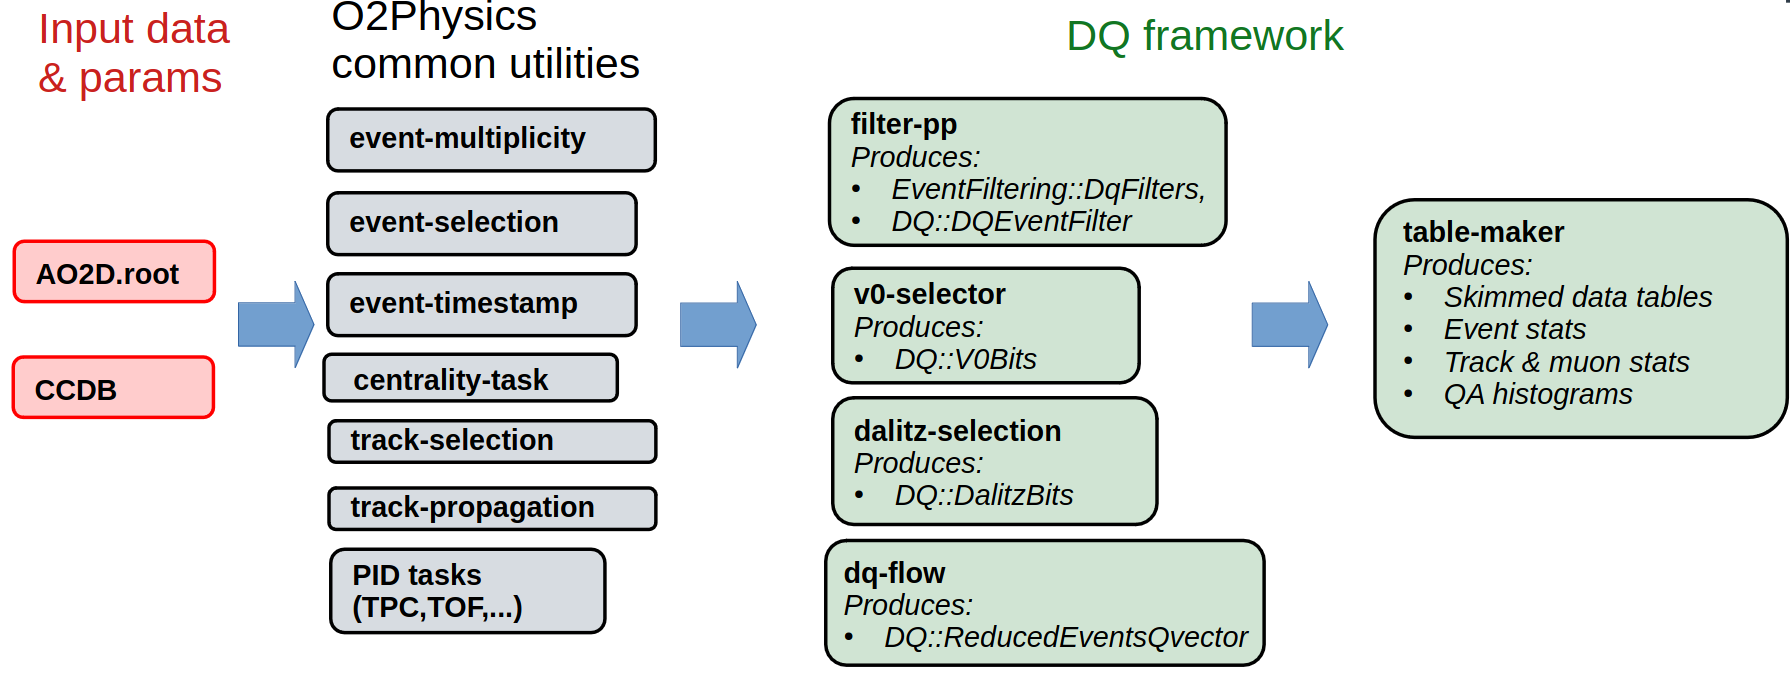 Input data
& params
O2Physics
common utilities
DQ framework
AO2D.root
CCDB
event-multiplicity
event-selection
event-timestamp
centrality-task
track-selection
track-propagation
PID tasks
(TPC,TOF,...)
filter-pp
Produces:
• EventFiltering::DqFilters,
• DQ::DQEventFilter
v0-selector
Produces:
• DQ::V0Bits
dalitz-selection
Produces:
• DQ::DalitzBits
dq-flow
Produces:
• DQ::ReducedEventsQvector
table-maker
Produces:
• Skimmed data tables
• Event stats
• Track & muon stats
• QA histograms